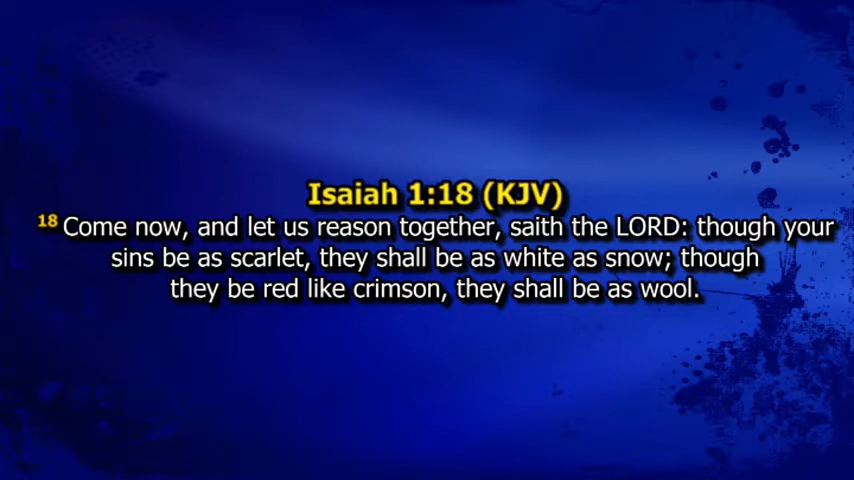 Isaiah 1:18 (KJV)
18 Come now, and let us reason together, saith the LORD: though your
sins be as scarlet, they shall be as white as snow; though
they be red like crimson, they shall be as wool.